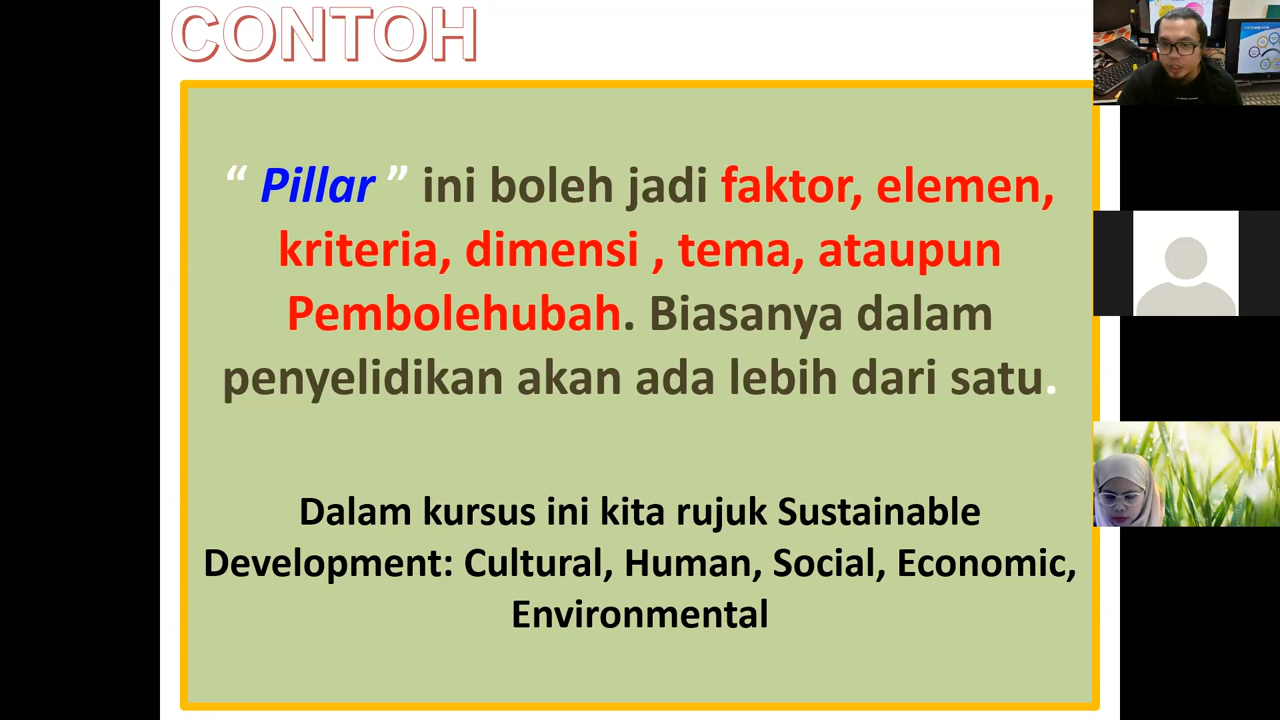 CONTOH
“ Pillar ” ini boleh jadi faktor, elemen,
kriteria, dimensi , tema, ataupun
Pembolehubah. Biasanya dalam
penyelidikan akan ada lebih dari satu.
Dalam kursus ini kita rujuk Sustainable
Development: Cultural, Human, Social, Economic,
Environmental